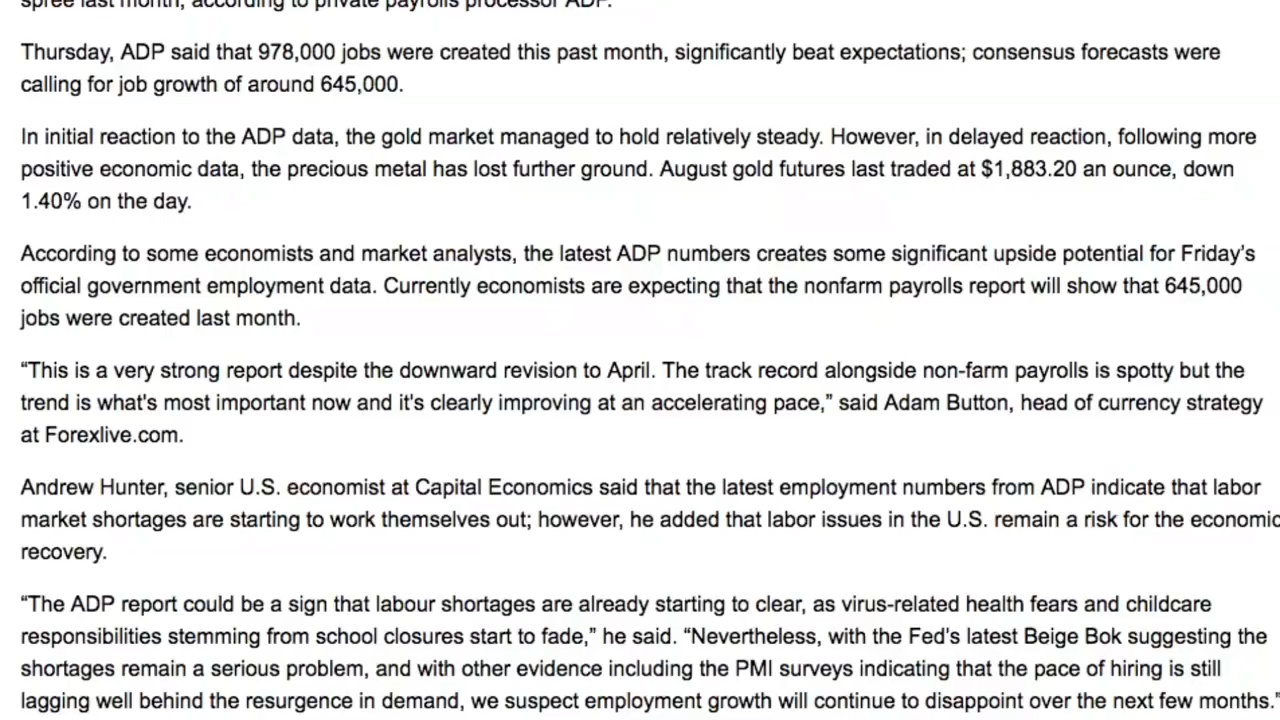 spree last month, according to private payrolls processor ADP.
Thursday, ADP said that 978,000 jobs were created this past month, significantly beat expectations; consensus forecasts were
calling for job growth of around 645,000.
In initial reaction to the ADP data, the gold market managed to hold relatively steady. However, in delayed reaction, following more
positive economic data, the precious metal has lost further ground. August gold futures last traded at $1,883.20 an ounce, down
1.40% on the day.
According to some economists and market analysts, the latest ADP numbers creates some significant upside potential for Friday's
official government employment data. Currently economists are expecting that the nonfarm payrolls report will show that 645,000
jobs were created last month.
“This is a very strong report despite the downward revision to April. The track record alongside non-farm payrolls is spotty but the
trend is what's most important now and it's clearly improving at an accelerating pace,” said Adam Button, head of currency strategy
at Forexlive.com.
Andrew Hunter, senior U.S. economist at Capital Economics said that the latest employment numbers from ADP indicate that labor
market shortages are starting to work themselves out; however, he added that labor issues in the U.S. remain a risk for the economic
recovery.
“The ADP report could be a sign that labour shortages are already starting to clear, as virus-related health fears and childcare
responsibilities stemming from school closures start to fade,” he said. “Nevertheless, with the Fed's latest Beige Bok suggesting the
shortages remain a serious problem, and with other evidence including the PMI surveys indicating that the pace of hiring is still
lagging well behind the resurgence in demand, we suspect employment growth will continue to disappoint over the next few months.”